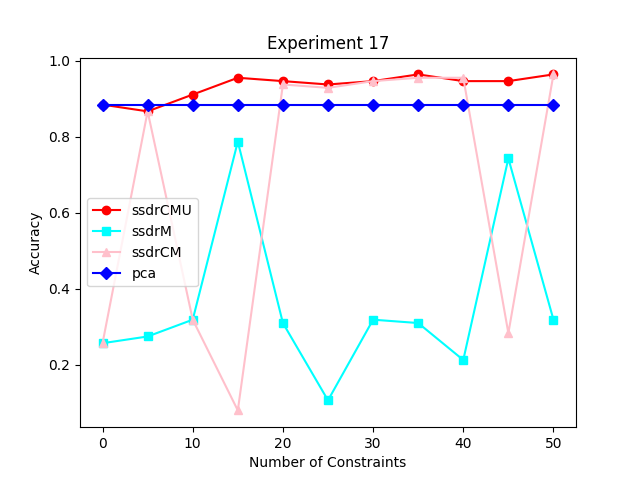 Experiment 17
1.0
0.8
0.6
0.4
0.2
Accuracy
ssdrCMU
ssdrM
ssdrCM
pca
0 10 20 30 40 50
Number of Constraints